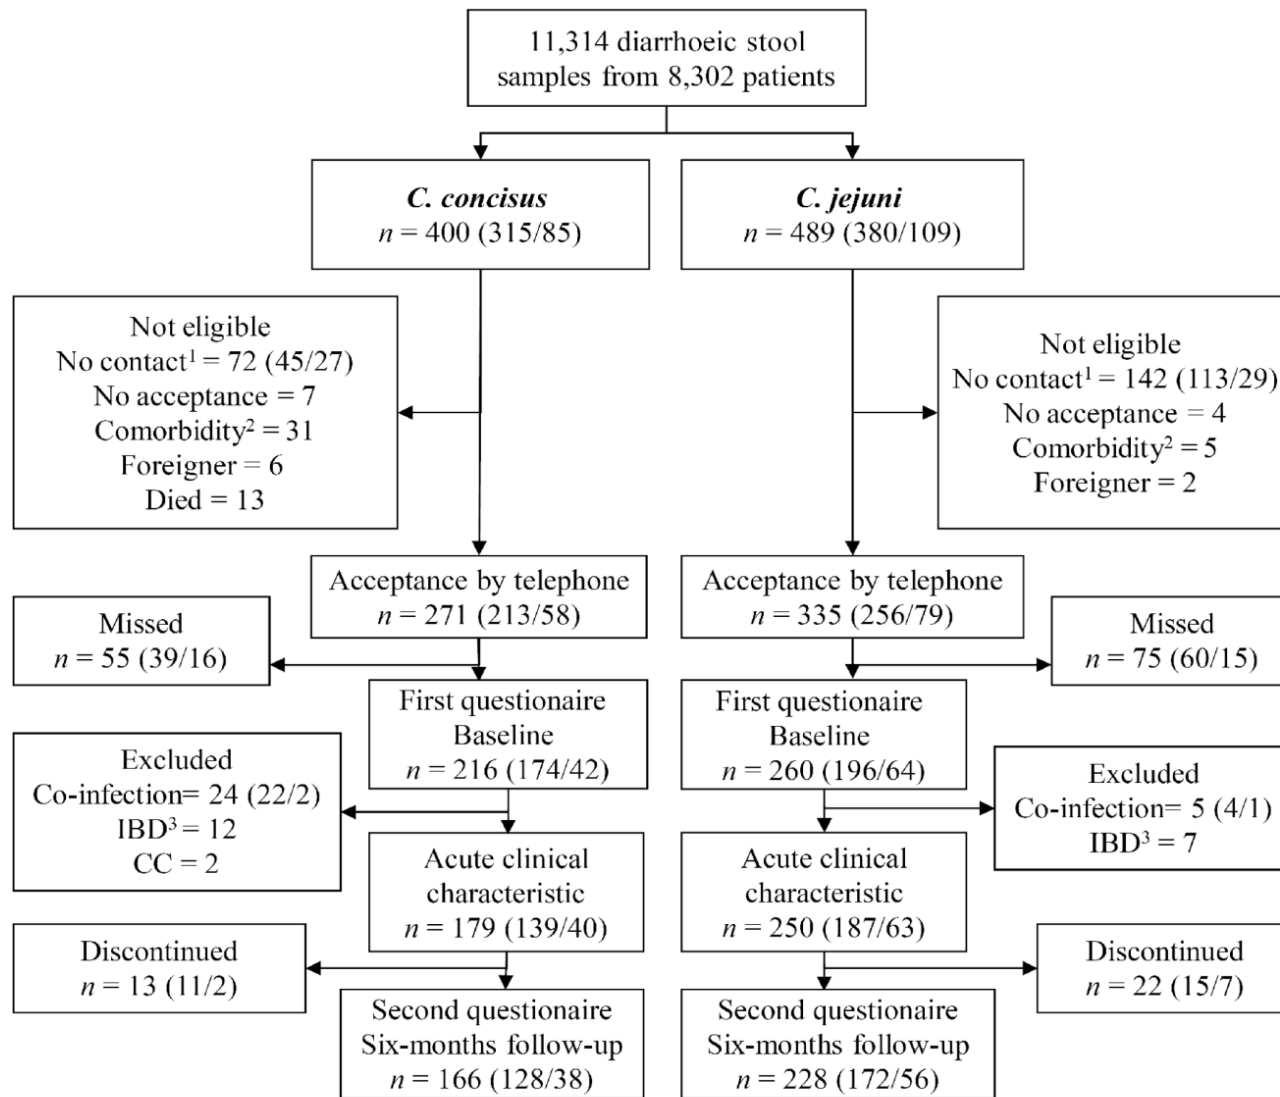 11,314 diarrhoeic stool
samples from 8,302 patients
C. concisus
n = 400 (315/85)
C. jejuni
n = 489 (380/109)
Not eligible
No contact¹ = 72 (45/27)
No acceptance = 7
Comorbidity² = 31
Foreigner = 6
Died = 13
Not eligible
No contact¹ = 142 (113/29)
No acceptance = 4
Comorbidity² = 5
Foreigner = 2
Acceptance by telephone
n = 271 (213/58)
Acceptance by telephone
n = 335 (256/79)
Missed
n = 55 (39/16)
Missed
n = 75 (60/15)
First questionaire
Baseline
n = 216 (174/42)
First questionaire
Baseline
n = 260 (196/64)
Excluded
Co-infection= 24 (22/2)
IBD³ = 12
CC = 2
Excluded
Co-infection= 5 (4/1)
IBD³ = 7
Acute clinical
characteristic
n = 179 (139/40)
Acute clinical
characteristic
n = 250 (187/63)
Discontinued
n = 13 (11/2)
Discontinued
n = 22 (15/7)
Second questionaire
Six-months follow-up
n = 166 (128/38)
Second questionaire
Six-months follow-up
n = 228 (172/56)